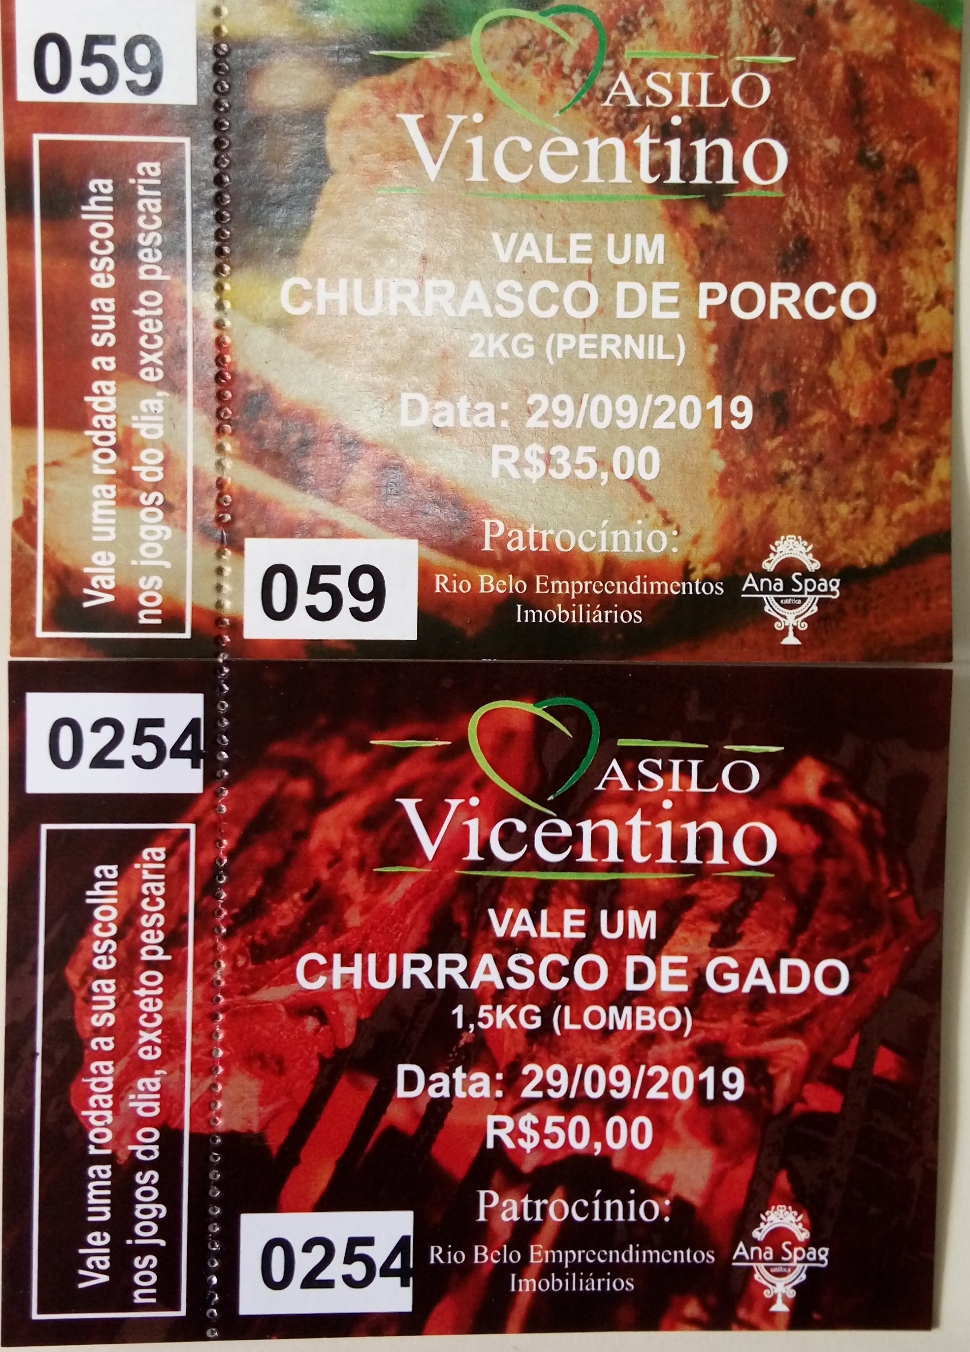 059
Vale uma rodada a sua escolha
nos jogos do dia, exceto pescaria
ASILO
Vicentino
VALE UM
CHURRASCO DE PORCO
2KG (PERNIL)
Data: 29/09/2019
R$35,00
Patrocínio:
059
Rio Belo Empreendimentos
Imobiliários
Ana Spag
estética
0254
Vale uma rodada a sua escolha
nos jogos do dia, exceto pescaria
ASILO
Vicentino
VALE UM
CHURRASCO DE GADO
1,5KG (LOMBO)
Data: 29/09/2019
R$50,00
Patrocínio:
0254
Rio Belo Empreendimentos
Imobiliários
Ana Spag
estética